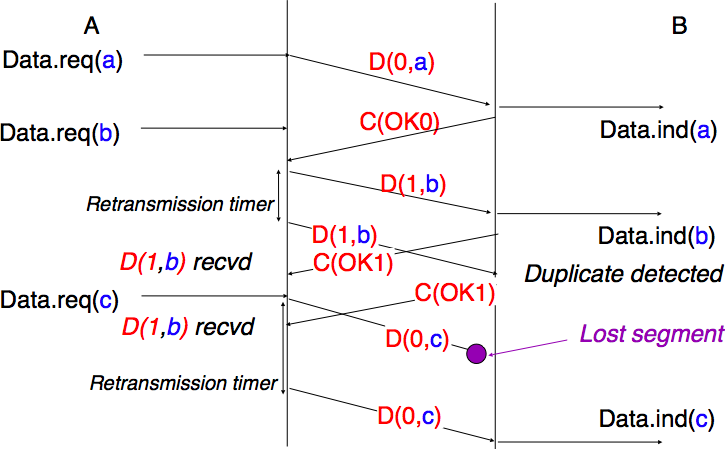 A
B
Data.req(a)
D(0,a)
C(OK0)
Data.req(b)
Data.ind(a)
D(1,b)
Retransmission timer
D(1,b)
Data.ind(b)
D(1,b) recvd
C(OK1)
Duplicate detected
Data.req(c)
C(OK1)
D(1,b) recvd
D(0,c)
Lost segment
Retransmission timer
D(0,c)
Data.ind(c)